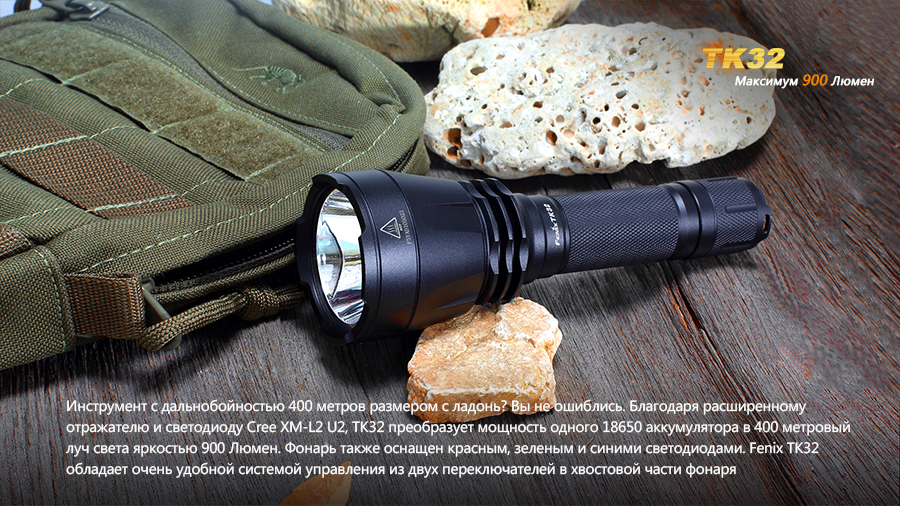 TK32
Максимум 900 Люмен
Fenix TK32
Инструмент с дальнобойностью 400 метров размером с ладонь? Вы не ошиблись. Благодаря расширенному
отражателю и светодиоду Cree XM-L2 U2, TK32 преобразует мощность одного 18650 аккумулятора в 400 метровый
луч света яркостью 900 Люмен. Фонарь также оснащен красным, зеленым и синими светодиодами. Fenix TK32
обладает очень удобной системой управления из двух переключателей в хвостовой части фонаря